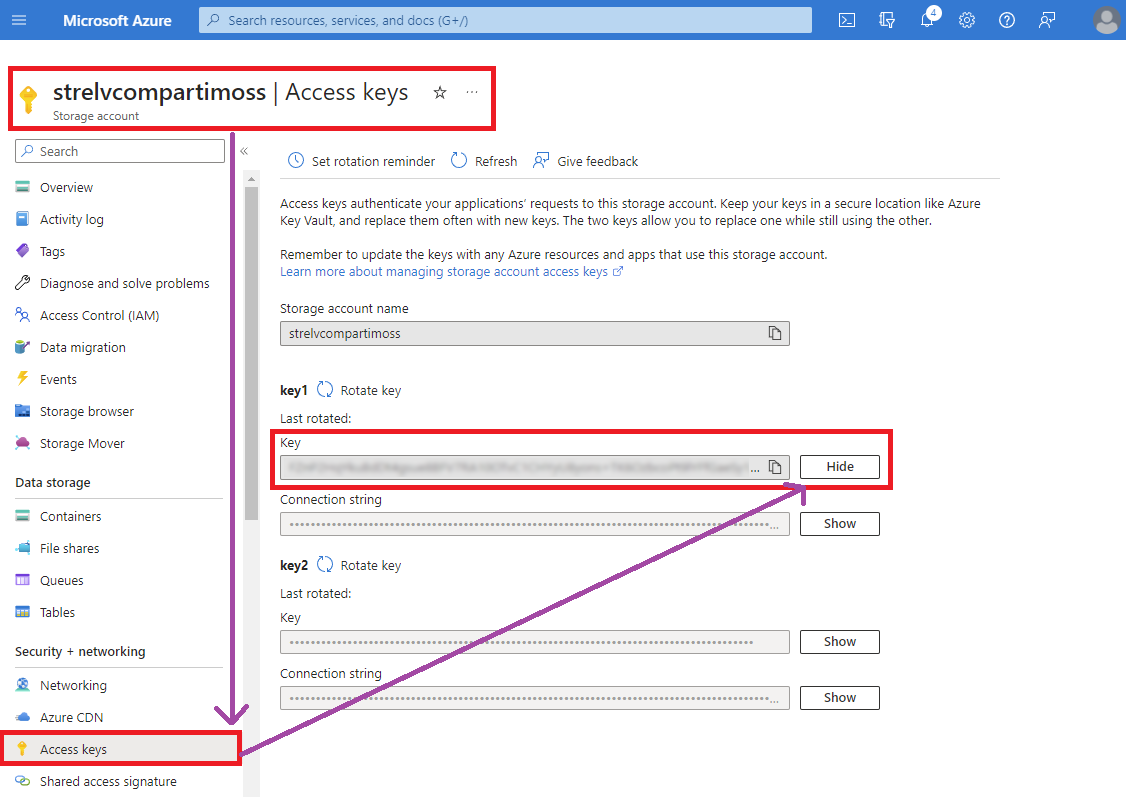 Microsoft Azure
Search resources, services, and docs (G+/)
4
strelvcompartimoss | Access keys
...
Storage account
Search
«
Overview
Activity log
Tags
Diagnose and solve problems
Access Control (IAM)
Data migration
Events
Storage browser
Storage Mover
Data storage
Containers
File shares
Queues
Tables
Security + networking
Networking
Azure CDN
Access keys
Shared access signature
Set rotation reminder
Refresh
Give feedback
Access keys authenticate your applications' requests to this storage account. Keep your keys in a secure location like Azure
Key Vault, and replace them often with new keys. The two keys allow you to replace one while still using the other.
Remember to update the keys with any Azure resources and apps that use this storage account.
Learn more about managing storage account access keys
Storage account name
strelvcompartimoss
key1
Rotate key
Last rotated:
Key
...
Hide
Connection string
...
Show
key2
Rotate key
Last rotated:
Key
Show
Connection string
...
Show